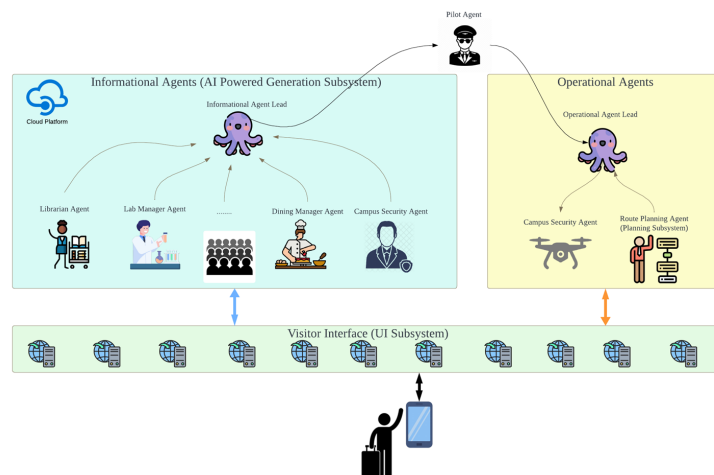 Pilot Agent
Informational Agents (AI Powered Generation Subsystem)
Operational Agents
Cloud Platform
Informational Agent Lead
Operational Agent Lead
Librarian Agent
Lab Manager Agent
........
Dining Manager Agent
Campus Security Agent
Campus Security Agent
Route Planning Agent
(Planning Subsystem)
Visitor Interface (UI Subsystem)